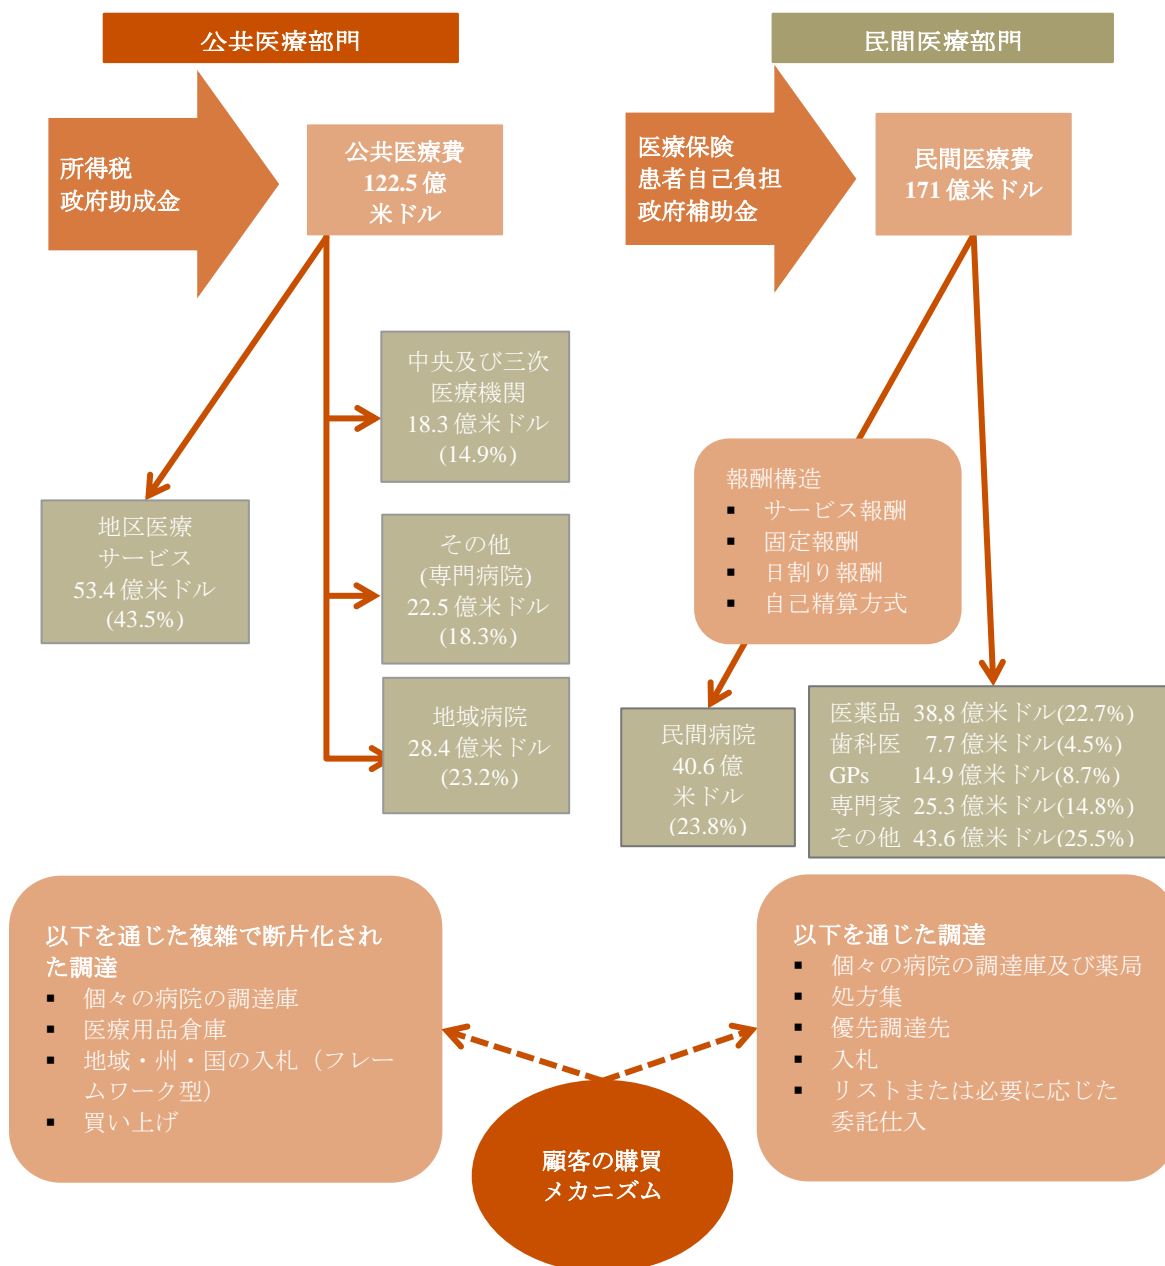 公共医療部門
民間医療部門
所得税
政府助成金
公共医療費
122.5 億
米ドル
医療保険
患者自己負担
政府補助金
民間医療費
171 億米ドル
中央及び三次
医療機関
18.3 億米ドル
(14.9%)
地区医療
サービス
53.4 億米ドル
(43.5%)
その他
(専門病院)
22.5 億米ドル
(18.3%)
地域病院
28.4 億米ドル
(23.2%)
報酬構造
▪ サービス報酬
▪ 固定報酬
▪ 日割り報酬
▪ 自己精算方式
民間病院
40.6 億
米ドル
(23.8%)
医薬品 38,8 億米ドル(22.7%)
歯科医 7.7 億米ドル(4.5%)
GPs 14.9 億米ドル(8.7%)
専門家 25.3 億米ドル(14.8%)
その他 43.6 億米ドル(25.5%)
以下を通じた複雑で断片化され
た調達
▪ 個々の病院の調達庫
▪ 医療用品倉庫
▪ 地域・州・国の入札（フレー
ムワーク型）
▪ 買い上げ
以下を通じた調達
▪ 個々の病院の調達庫及び薬局
▪ 処方集
▪ 優先調達先
▪ 入札
▪ リストまたは必要に応じた
委託仕入
顧客の購買
メカニズム